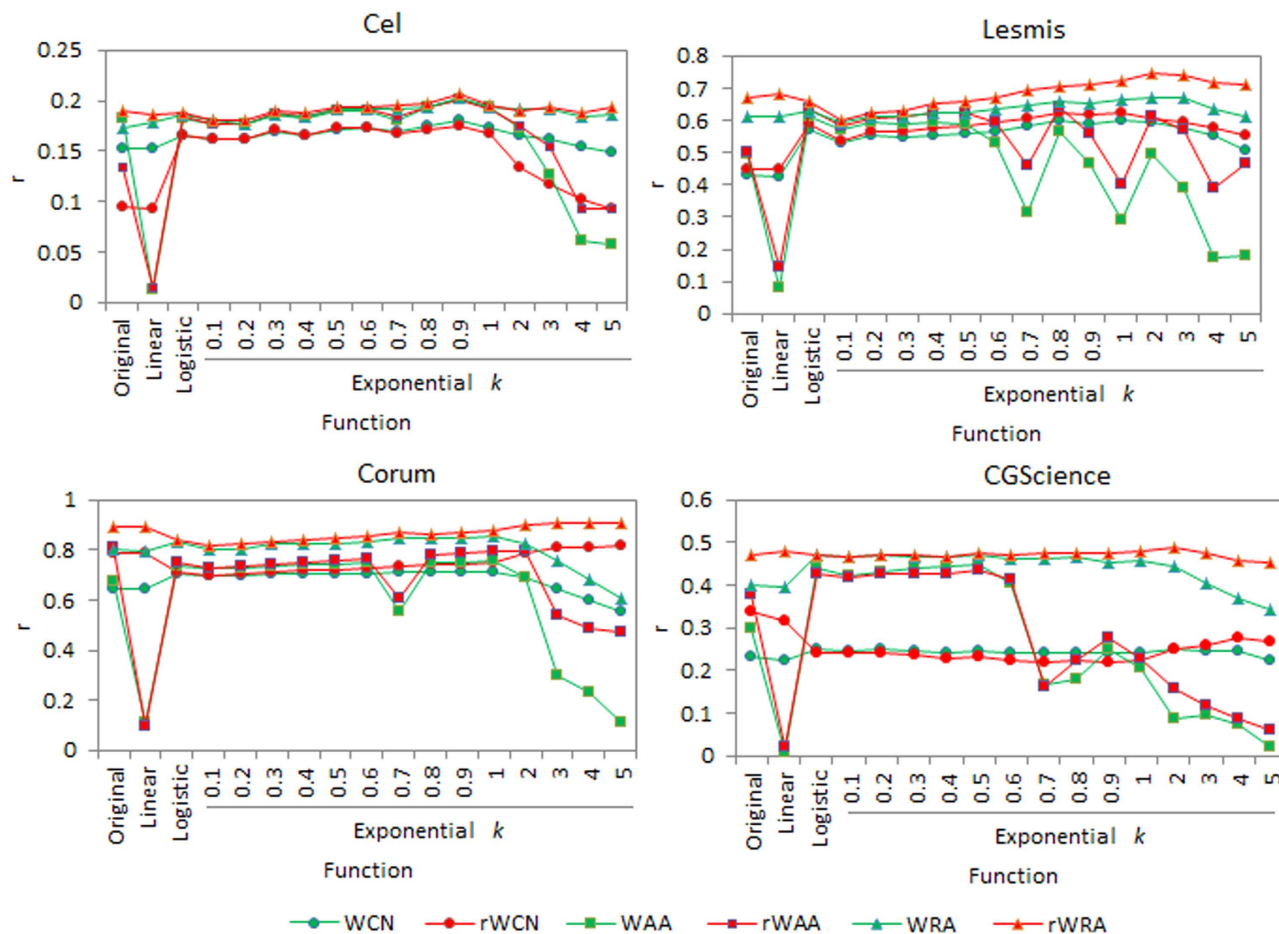 Cel
0.25
0.2
0.15
0.1
0.05
0
r
Original Linear Logistic 0.1 0.2 0.3 0.4 0.5 0.6 0.7 0.8 0.9 1 2 3 4 5
Exponential k
Function
Lesmis
0.8
0.7
0.6
0.5
0.4
0.3
0.2
0.1
0
r
Original Linear Logistic 0.1 0.2 0.3 0.4 0.5 0.6 0.7 0.8 0.9 1 2 3 4 5
Exponential k
Function
Corum
1
0.8
0.6
0.4
0.2
0
r
Original Linear Logistic 0.1 0.2 0.3 0.4 0.5 0.6 0.7 0.8 0.9 1 2 3 4 5
Exponential k
Function
CGScience
0.6
0.5
0.4
0.3
0.2
0.1
0
r
Original Linear Logistic 0.1 0.2 0.3 0.4 0.5 0.6 0.7 0.8 0.9 1 2 3 4 5
Exponential k
Function
WCN rWCN WAA rWAA WRA rWRA